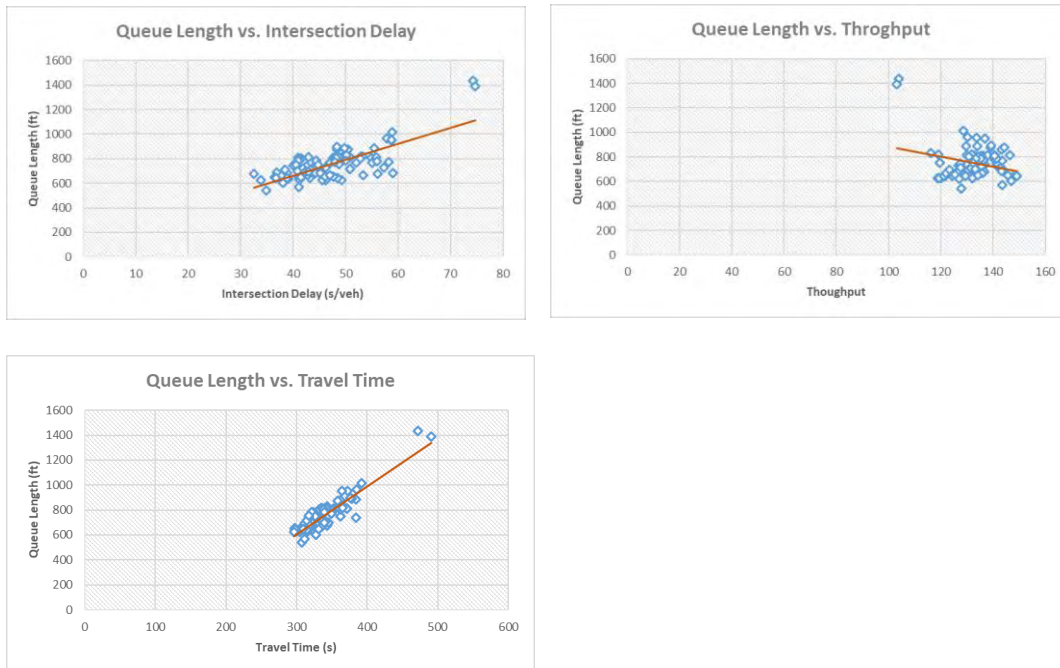 Queue Length vs. Intersection Delay
1600
1400
1200
1000
800
600
400
200
0
Queue Length (ft)
0 10 20 30 40 50 60 70 80
Intersection Delay (s/veh)
Queue Length vs. Throghput
1600
1400
1200
1000
800
600
400
200
0
Queue Length (ft)
0 20 40 60 80 100 120 140 160
Thoughput
Queue Length vs. Travel Time
1600
1400
1200
1000
800
600
400
200
0
Queue Length (ft)
0 100 200 300 400 500 600
Travel Time (s)